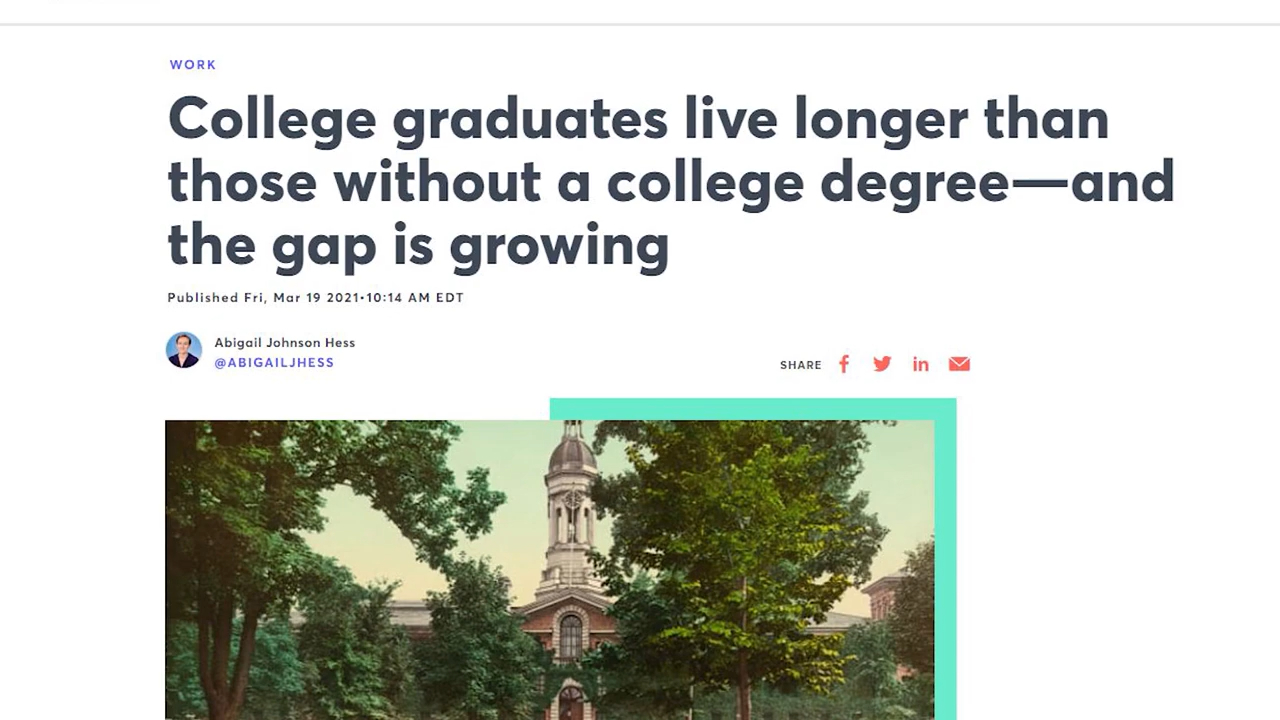 WORK
College graduates live longer than
those without a college degree—and
the gap is growing
Published Fri, Mar 19 2021•10:14 AM EDT
Abigail Johnson Hess
@ABIGAILJHESS
SHARE